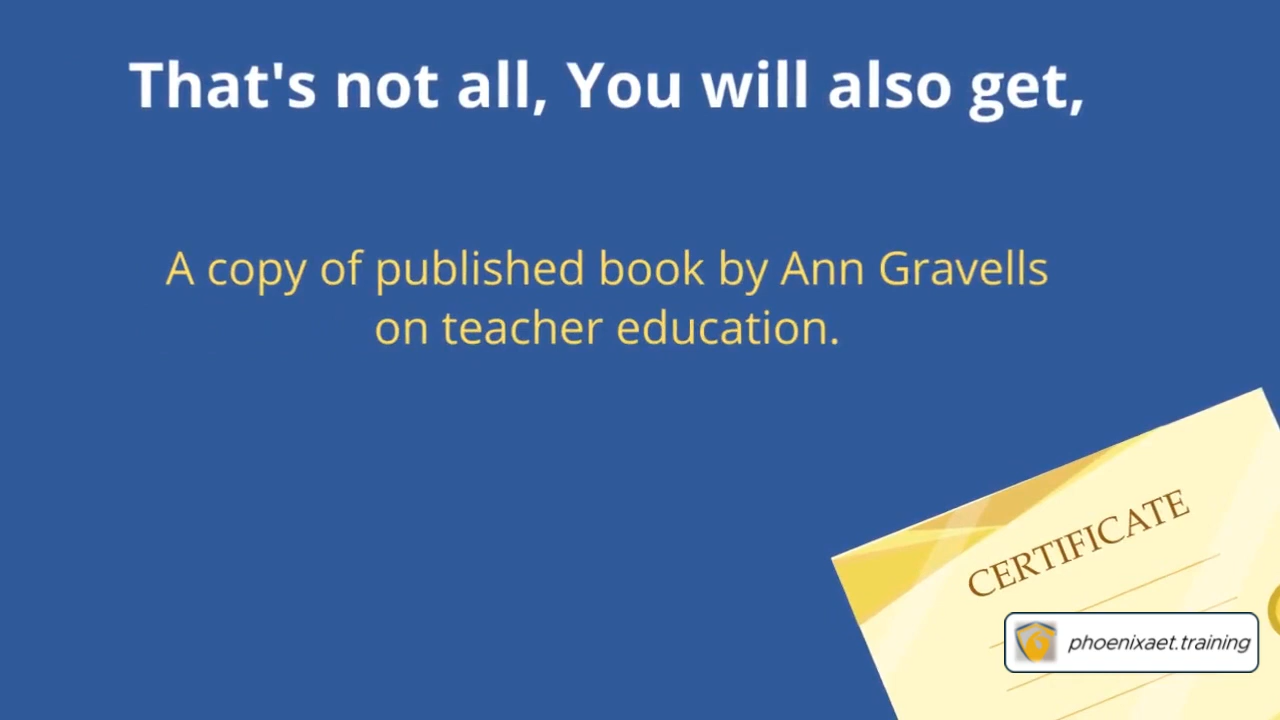 That's not all, You will also get,
A copy of published book by Ann Gravells
on teacher education.
CERTIFICATE
phoenixaet.training